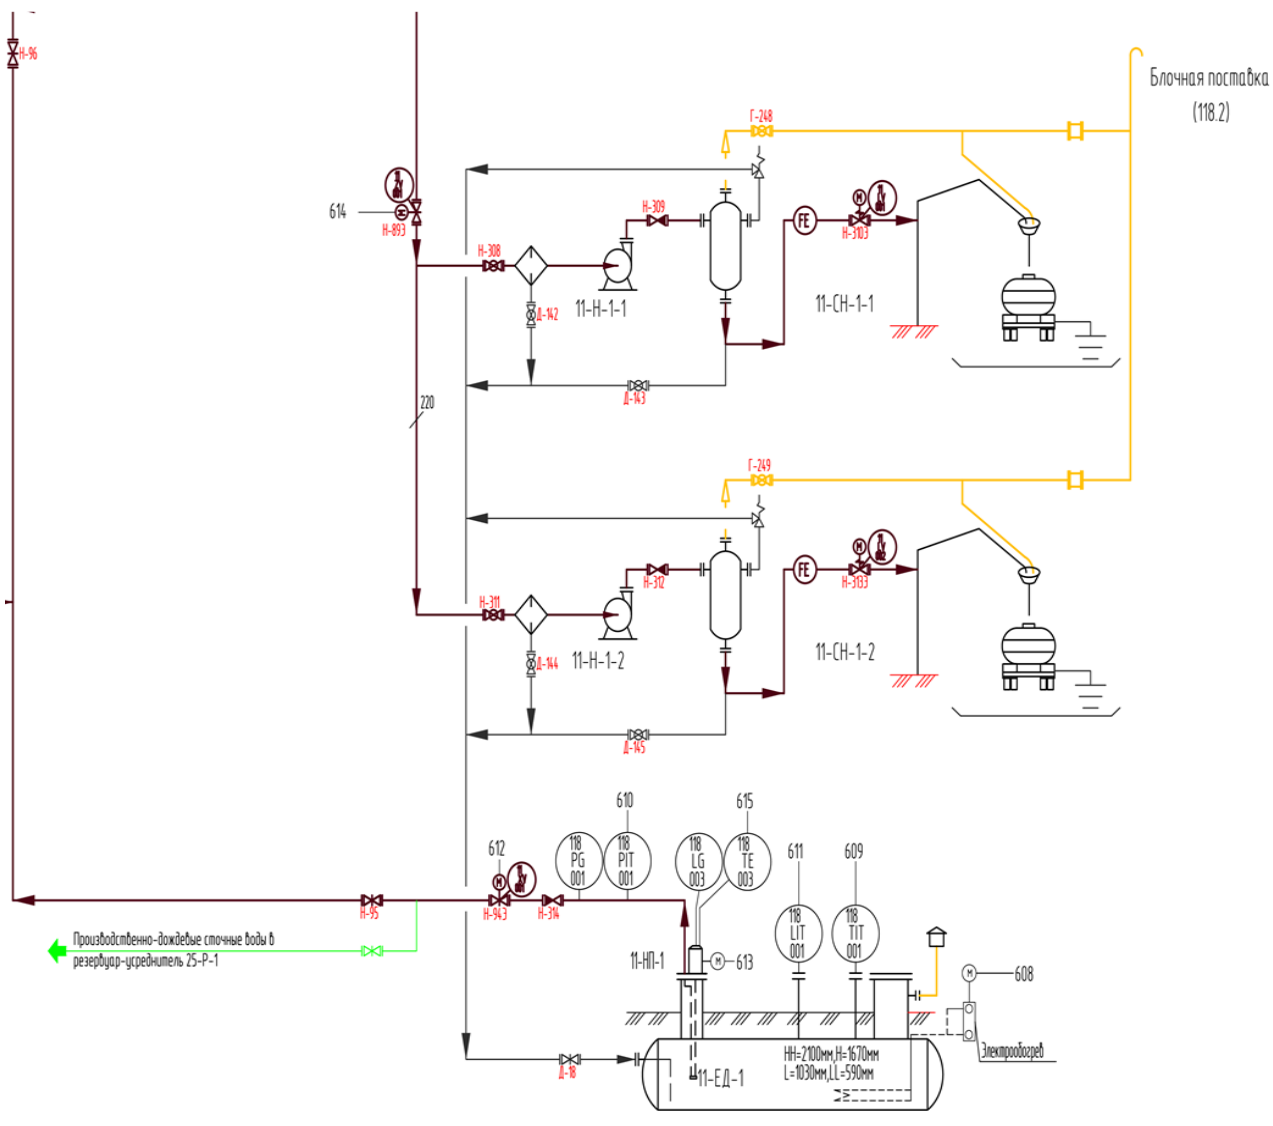 Н-96
Блочная поставка
(118.2)
Г-248
614
М
Н-893
Н-309
Н-308
FE
М
Н-3103
Д-142
11-Н-1-1
11-СН-1-1
Д-143
220
Г-249
Н-312
Н-311
FE
М
Н-3133
Д-144
11-Н-1-2
11-СН-1-2
Д-145
610
615
612
611
609
118
PG
001
118
PIT
001
118
LG
003
118
TE
003
М
Н-95
Н-943
Н-314
118
LIT
001
118
TIT
001
Производственно-дождевые сточные воды в
резервуар-усреднитель 25-Р-1
11-НП-1
М
613
М
608
Электрообогрев
HH=2100мм,H=1670мм
L=1030мм,LL=590мм
Д-18
11-ЕД-1